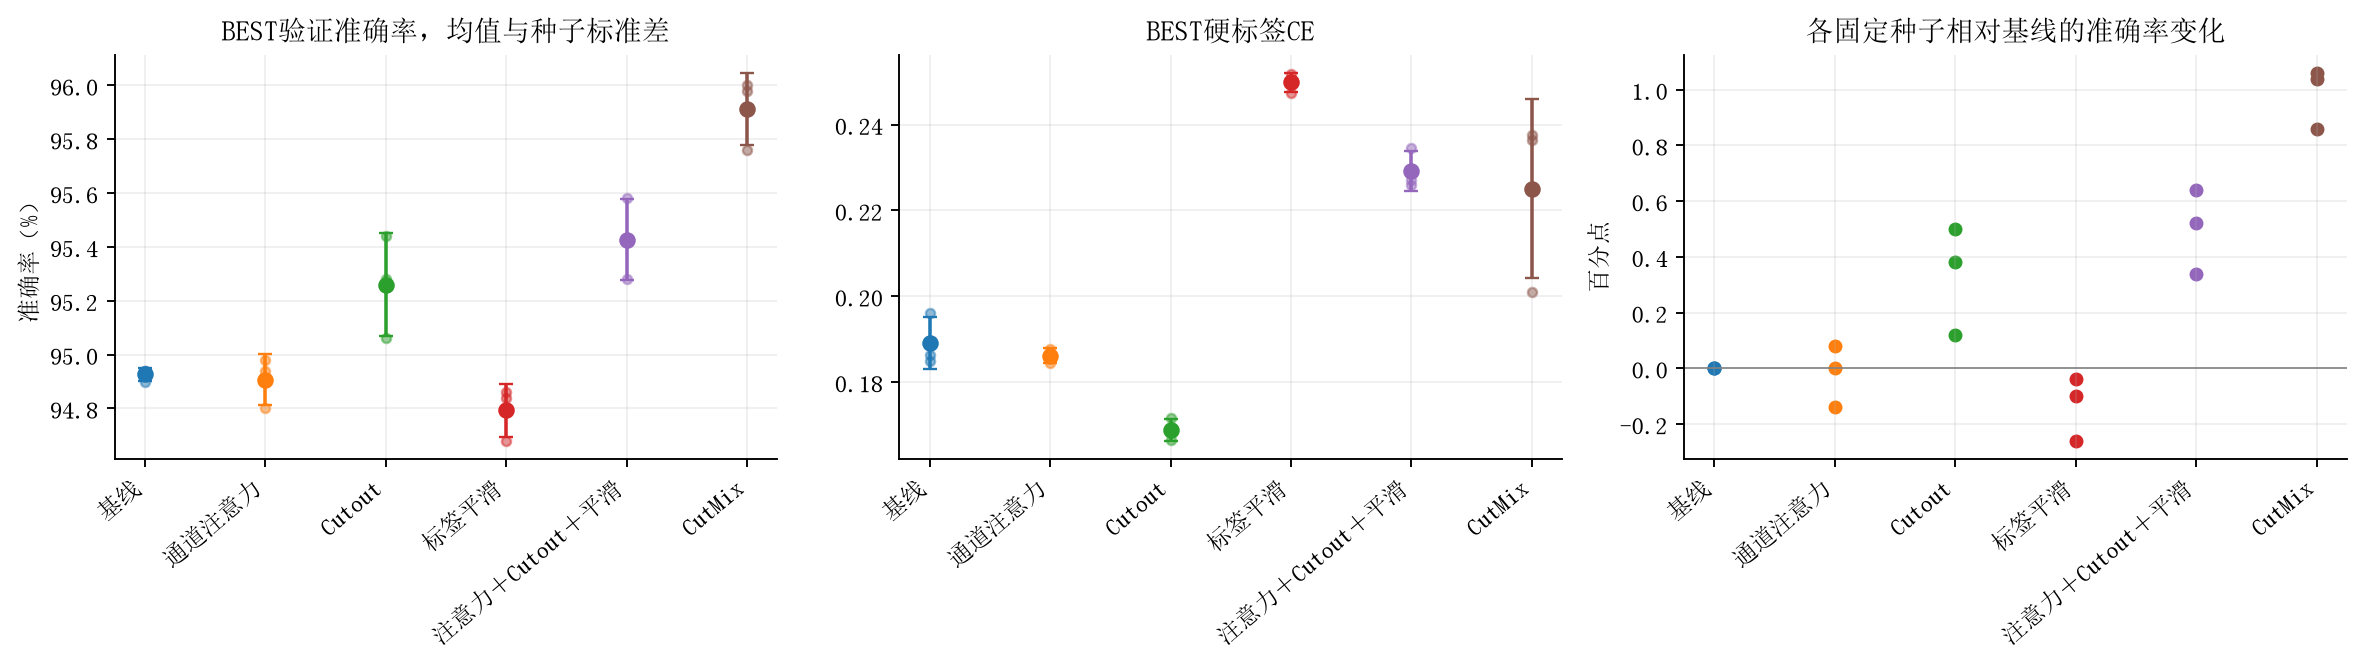 BEST验证准确率，均值与种子标准差
准确率（%）
96.0
95.8
95.6
95.4
95.2
95.0
94.8
基线
通道注意力
Cutout
标签平滑
注意力＋Cutout＋平滑
CutMix
BEST硬标签CE
0.24
0.22
0.20
0.18
基线
通道注意力
Cutout
标签平滑
注意力＋Cutout＋平滑
CutMix
各固定种子相对基线的准确率变化
百分点
1.0
0.8
0.6
0.4
0.2
0.0
−0.2
基线
通道注意力
Cutout
标签平滑
注意力＋Cutout＋平滑
CutMix